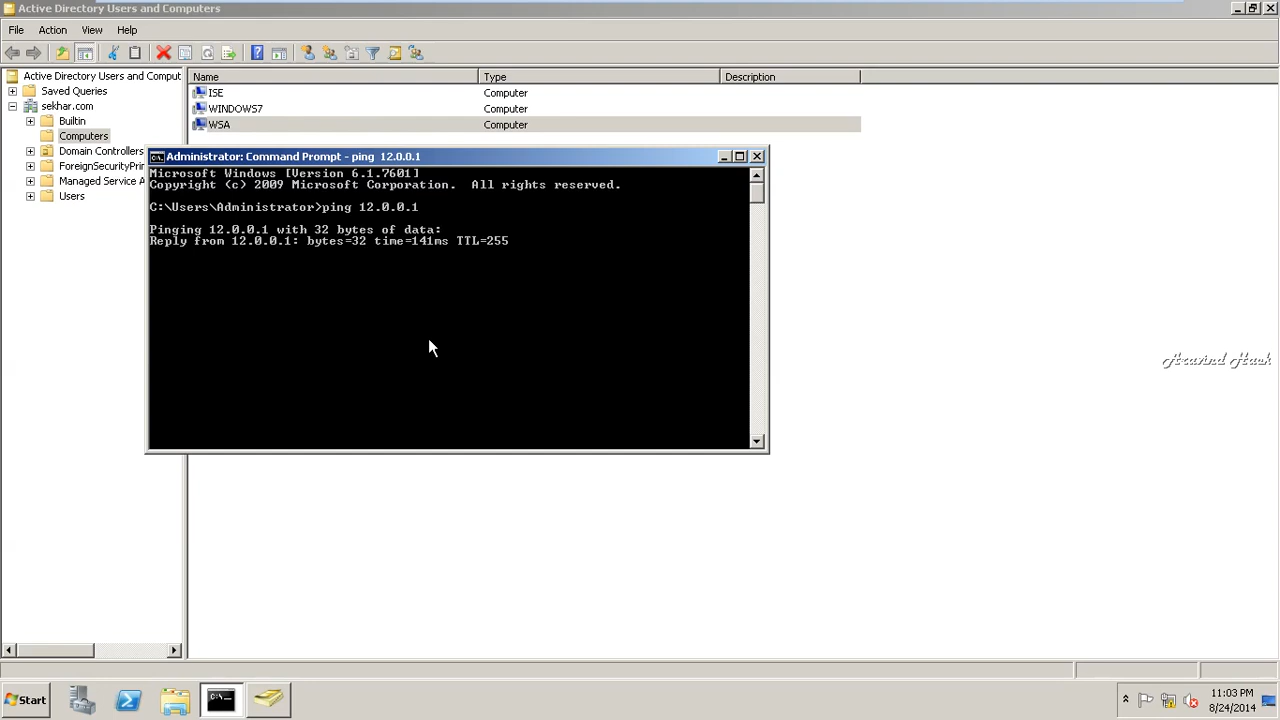 Active Directory Users and Computers
File Action View Help
Active Directory Users and Comput
Saved Queries
sekhar.com
Builtin
Computers
Domain Controllers
ForeignSecurityPrin
Managed Service A
Users
Name Type Description
ISE Computer
WINDOWS7 Computer
WSA Computer
Administrator: Command Prompt - ping 12.0.0.1
Microsoft Windows [Version 6.1.7601]
Copyright (c) 2009 Microsoft Corporation. All rights reserved.
C:\Users\Administrator>ping 12.0.0.1
Pinging 12.0.0.1 with 32 bytes of data:
Reply from 12.0.0.1: bytes=32 time=141ms TTL=255
Aravind Hask
Start
11:03 PM
8/24/2014